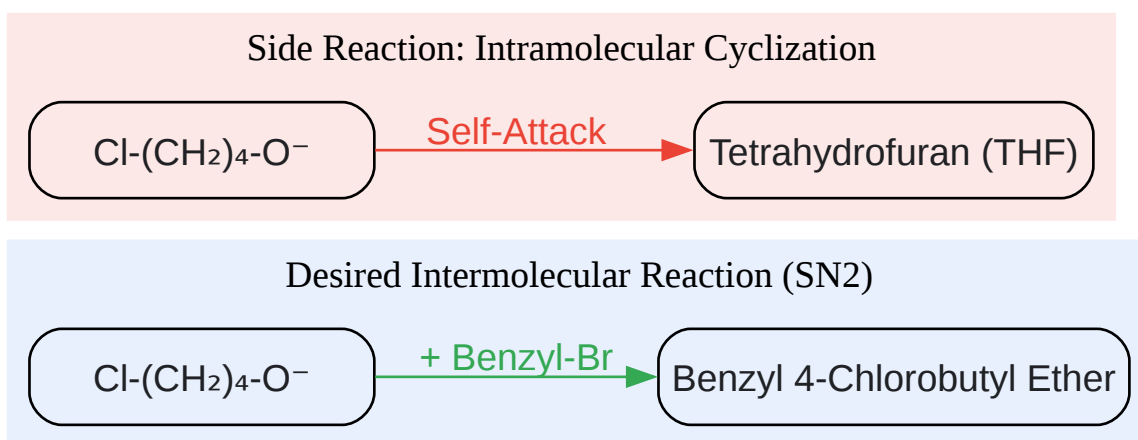 Side Reaction: Intramolecular Cyclization
Cl-(CH₂)₄-O⁻
Self-Attack
Tetrahydrofuran (THF)
Desired Intermolecular Reaction (SN2)
Cl-(CH₂)₄-O⁻
+ Benzyl-Br
Benzyl 4-Chlorobutyl Ether